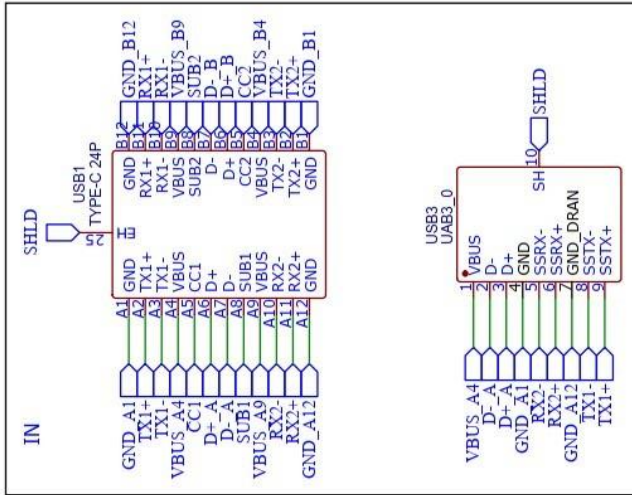 IN
SHLD
25
USB1
TYPE-C 24P
GND_B12
RX1+
RX1-
VBUS_B9
SUB2
D-_B
D+_B
CC2
VBUS_B4
TX2-
TX2+
GND_B1
B12
B11
B10
B9
B8
B7
B6
B5
B4
B3
B2
B1
GND
RX1+
RX1-
VBUS
SUB2
D-
D+
CC2
VBUS
TX2-
TX2+
GND
GND
TX1+
TX1-
VBUS
CC1
D+
D-
SUB1
VBUS
RX2-
RX2+
GND
A1
A2
A3
A4
A5
A6
A7
A8
A9
A10
A11
A12
GND_A1
TX1+
TX1-
VBUS_A4
CC1
D+_A
D-_A
SUB1
VBUS_A9
RX2-
RX2+
GND_A12
USB3
UAB3_0
SHLD
10
SH
VBUS
D-
D+
GND
SSRX-
SSRX+
GND_DRAN
SSTX-
SSTX+
1
2
3
4
5
6
7
8
9
VBUS_A4
D-_A
D+_A
GND_A1
RX2-
RX2+
GND_A12
TX1-
TX1+